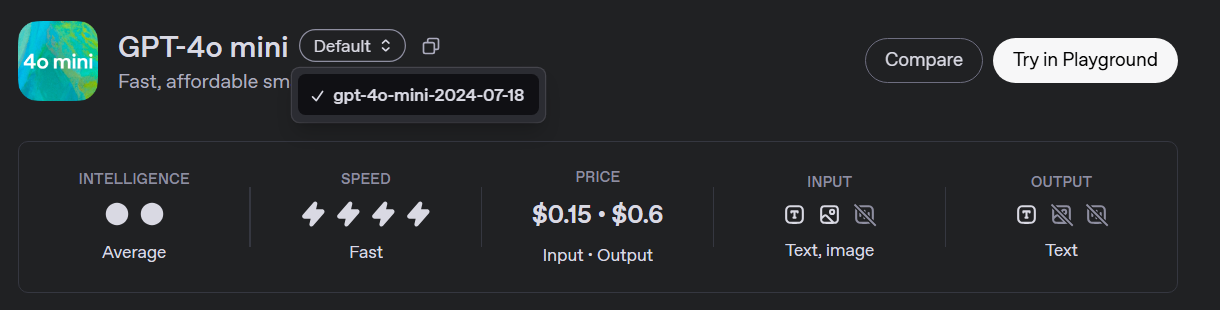 4o mini
GPT-4o mini
Default
Compare
Try in Playground
Fast, affordable sm
gpt-4o-mini-2024-07-18
INTELLIGENCE
Average
SPEED
Fast
PRICE
$0.15 • $0.6
Input • Output
INPUT
Text, image
OUTPUT
Text